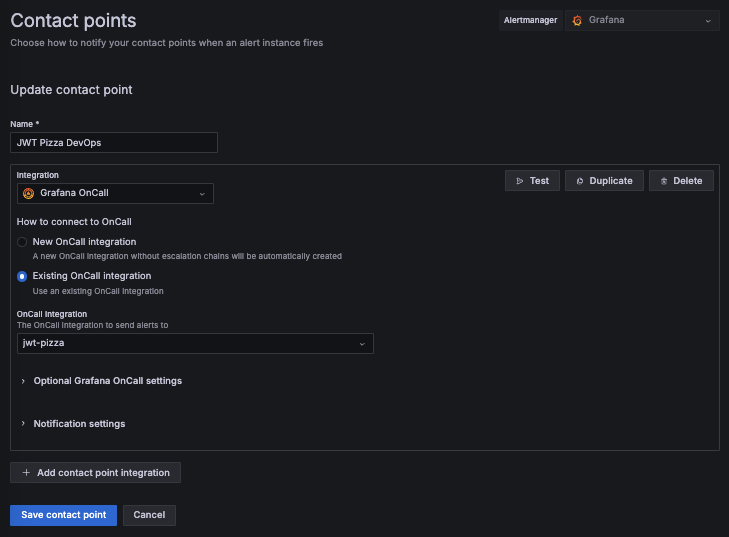 Contact points
Alertmanager
Grafana
Choose how to notify your contact points when an alert instance fires
Update contact point
Name *
JWT Pizza DevOps
Integration
Grafana OnCall
Test
Duplicate
Delete
How to connect to OnCall
New OnCall integration
A new OnCall integration without escalation chains will be automatically created
Existing OnCall integration
Use an existing OnCall integration
OnCall Integration
The OnCall integration to send alerts to
jwt-pizza
Optional Grafana OnCall settings
Notification settings
+ Add contact point integration
Save contact point
Cancel